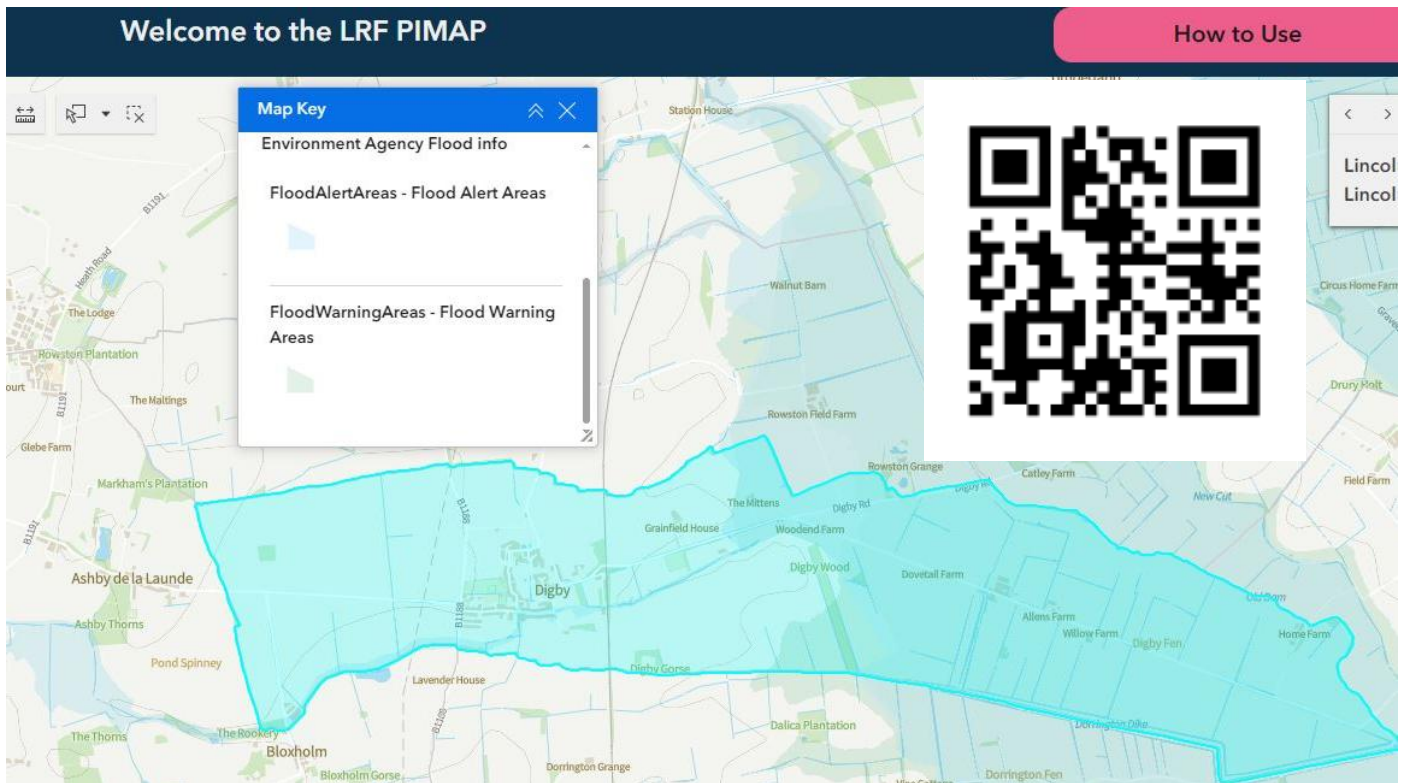 Welcome to the LRF PIMAP
How to Use
Map Key
Environment Agency Flood info
FloodAlertAreas - Flood Alert Areas
FloodWarningAreas - Flood Warning
Areas
Lincol
Lincol
Station House
B1191
Heath Road
Walnut Barn
Circus Home Farm
The Lodge
Rowston Plantation
ourt
B1191
The Maltings
Drury Holt
Rowston Field Farm
Glebe Farm
Markham's Plantation
Rowston Grange
Catley Farm
Field Farm
Digby Rd
New Cut
B1188
The Mittens
Digby Rd
B1191
Grainfield House
Woodend Farm
Ashby de la Launde
Digby
Digby Wood
Dovetail Farm
Ashby Thorns
B1188
Allens Farm
Willow Farm
Digby Fen
Home Farm
Pond Spinney
Digby Gorse
Lavender House
B1188
Dalica Plantation
Dorrington Dike
The Thorns
The Rookery
Bloxholm
Bloxholm Gorse
Dorrington Grange
Dorrington Fen